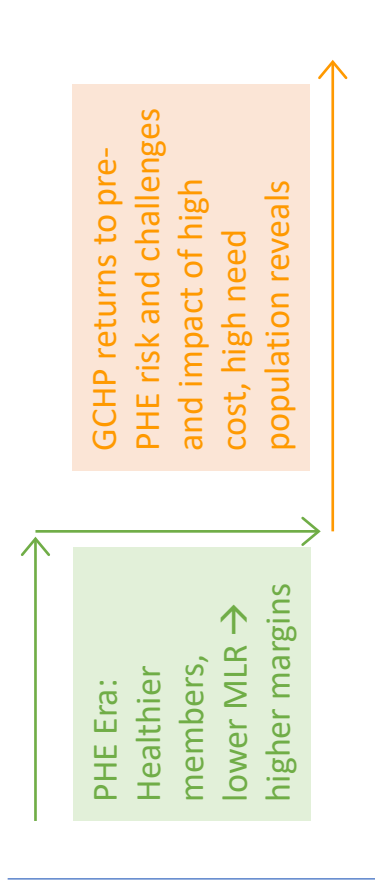 PHE Era:
Healthier
members,
lower MLR →
higher margins
GCHP returns to pre-
PHE risk and challenges
and impact of high
cost, high need
population reveals